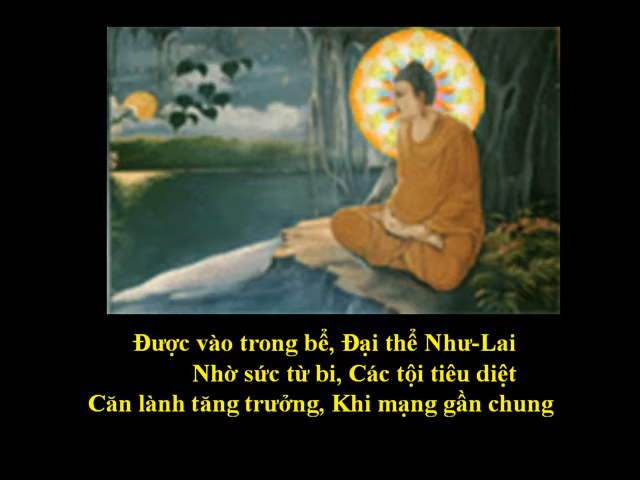 Được vào trong bể, Đại thể Như-Lai
Nhờ sức từ bi, Các tội tiêu diệt
Căn lành tăng trưởng, Khi mạng gần chung